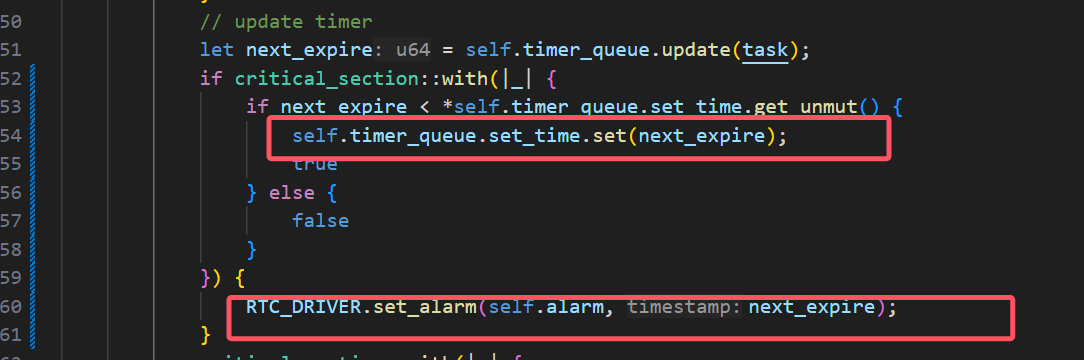 50 // update timer
51 let next_expire: u64 = self.timer_queue.update(task);
52 if critical_section::with(|_| {
53 if next_expire < *self.timer_queue.set_time.get_unmut() {
54 self.timer_queue.set_time.set(next_expire);
55 true
56 } else {
57 false
58 }
59 }) {
60 RTC_DRIVER.set_alarm(self.alarm, timestamp: next_expire);
61 }